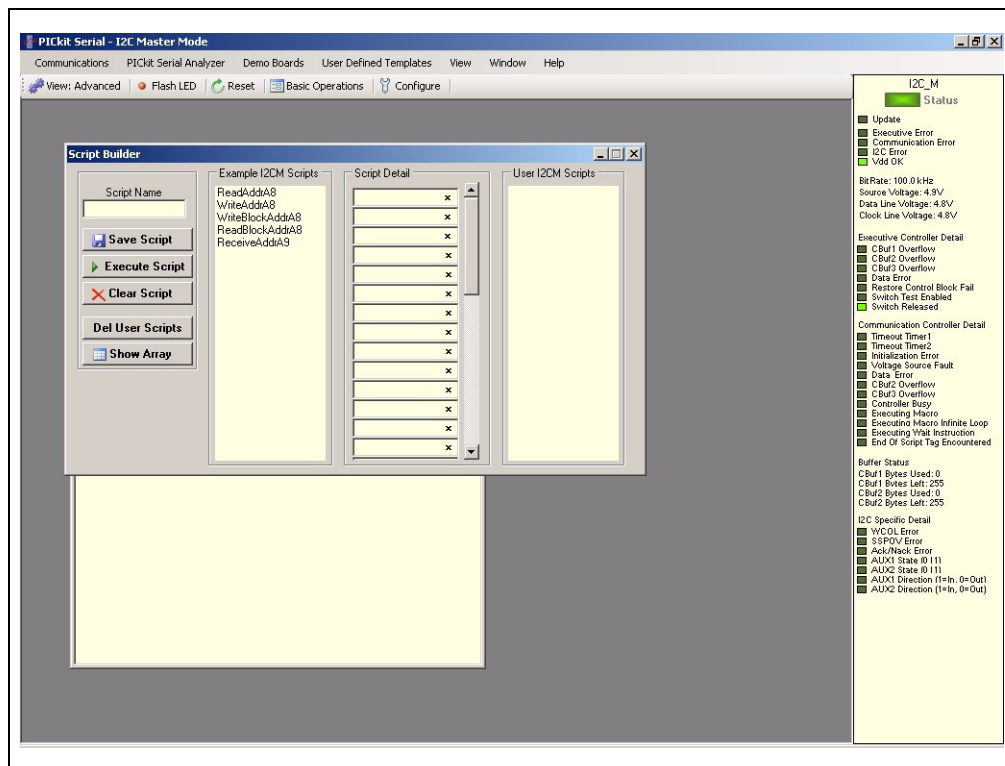 PICkit Serial - I2C Master Mode
Communications PICkit Serial Analyzer Demo Boards User Defined Templates View Window Help
View: Advanced Flash LED Reset Basic Operations Configure
Script Builder
Script Name
Save Script
Execute Script
Clear Script
Del User Scripts
Show Array
Example I2CM Scripts
ReadAddrA8
WriteAddrA8
WriteBlockAddrA8
ReadBlockAddrA8
ReceiveAddrA9
Script Detail
User I2CM Scripts
I2C_M
Status
Update
Executive Error
Communication Error
I2C Error
Vdd OK
Bit Rate: 100.0 kHz
Source Voltage: 4.9V
Data Line Voltage: 4.8V
Clock Line Voltage: 4.8V
Executive Controller Detail
CBuf1 Overflow
CBuf2 Overflow
CBuf3 Overflow
Data Error
Restore Control Block Fail
Switch Test Enabled
Switch Released
Communication Controller Detail
Timeout Timer1
Timeout Timer2
Initialization Error
Voltage Source Fault
Data Error
CBuf2 Overflow
CBuf3 Overflow
Controller Busy
Executing Macro
Executing Macro Infinite Loop
Executing Wait Instruction
End Of Script Tag Encountered
Buffer Status
CBuf1 Bytes Used: 0
CBuf1 Bytes Left: 255
CBuf2 Bytes Used: 0
CBuf2 Bytes Left: 255
I2C Specific Detail
WCOL Error
SSPOV Error
Ack/Nack Error
AUX1 State (0 | 1)
AUX2 State (0 | 1)
AUX1 Direction (1=In, 0=Out)
AUX2 Direction (1=In, 0=Out)